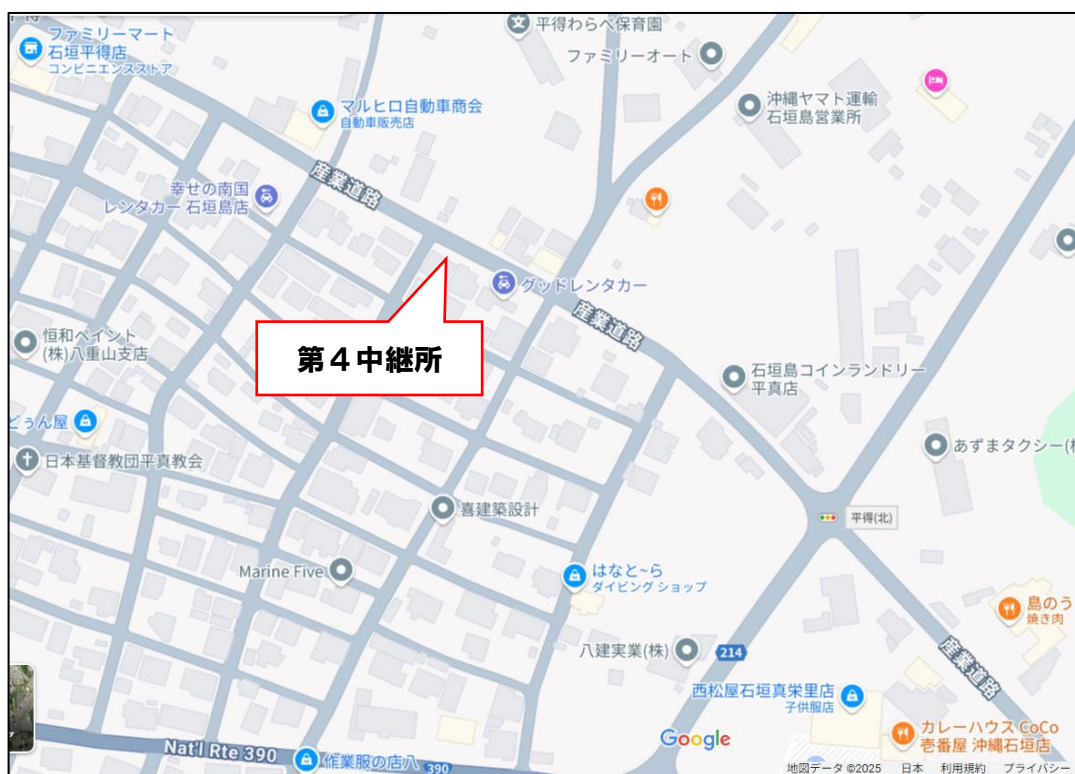 平得
平得わらべ保育園
ファミリーマート
石垣平得店
コンビニエンスストア
ファミリーオート
マルヒロ自動車商会
自動車販売店
沖縄ヤマト運輸
石垣島営業所
産業道路
幸せの南国
レンタカー 石垣島店
グッドレンタカー
産業道路
恒和ペイント
(株)八重山支店
第4中継所
石垣島コインランドリー
平真店
どぅん屋
あずまタクシー(株
日本基督教団平真教会
喜建築設計
平得(北)
Marine Five
はなと~ら
ダイビング ショップ
島のう
焼き肉
八建実業(株)
214
産業道路
西松屋石垣真栄里店
子供服店
カレーハウス CoCo
壱番屋 沖縄石垣店
Google
Nat'l Rte 390
作業服の店八
390
地図データ ©2025 日本 利用規約 プライバシー